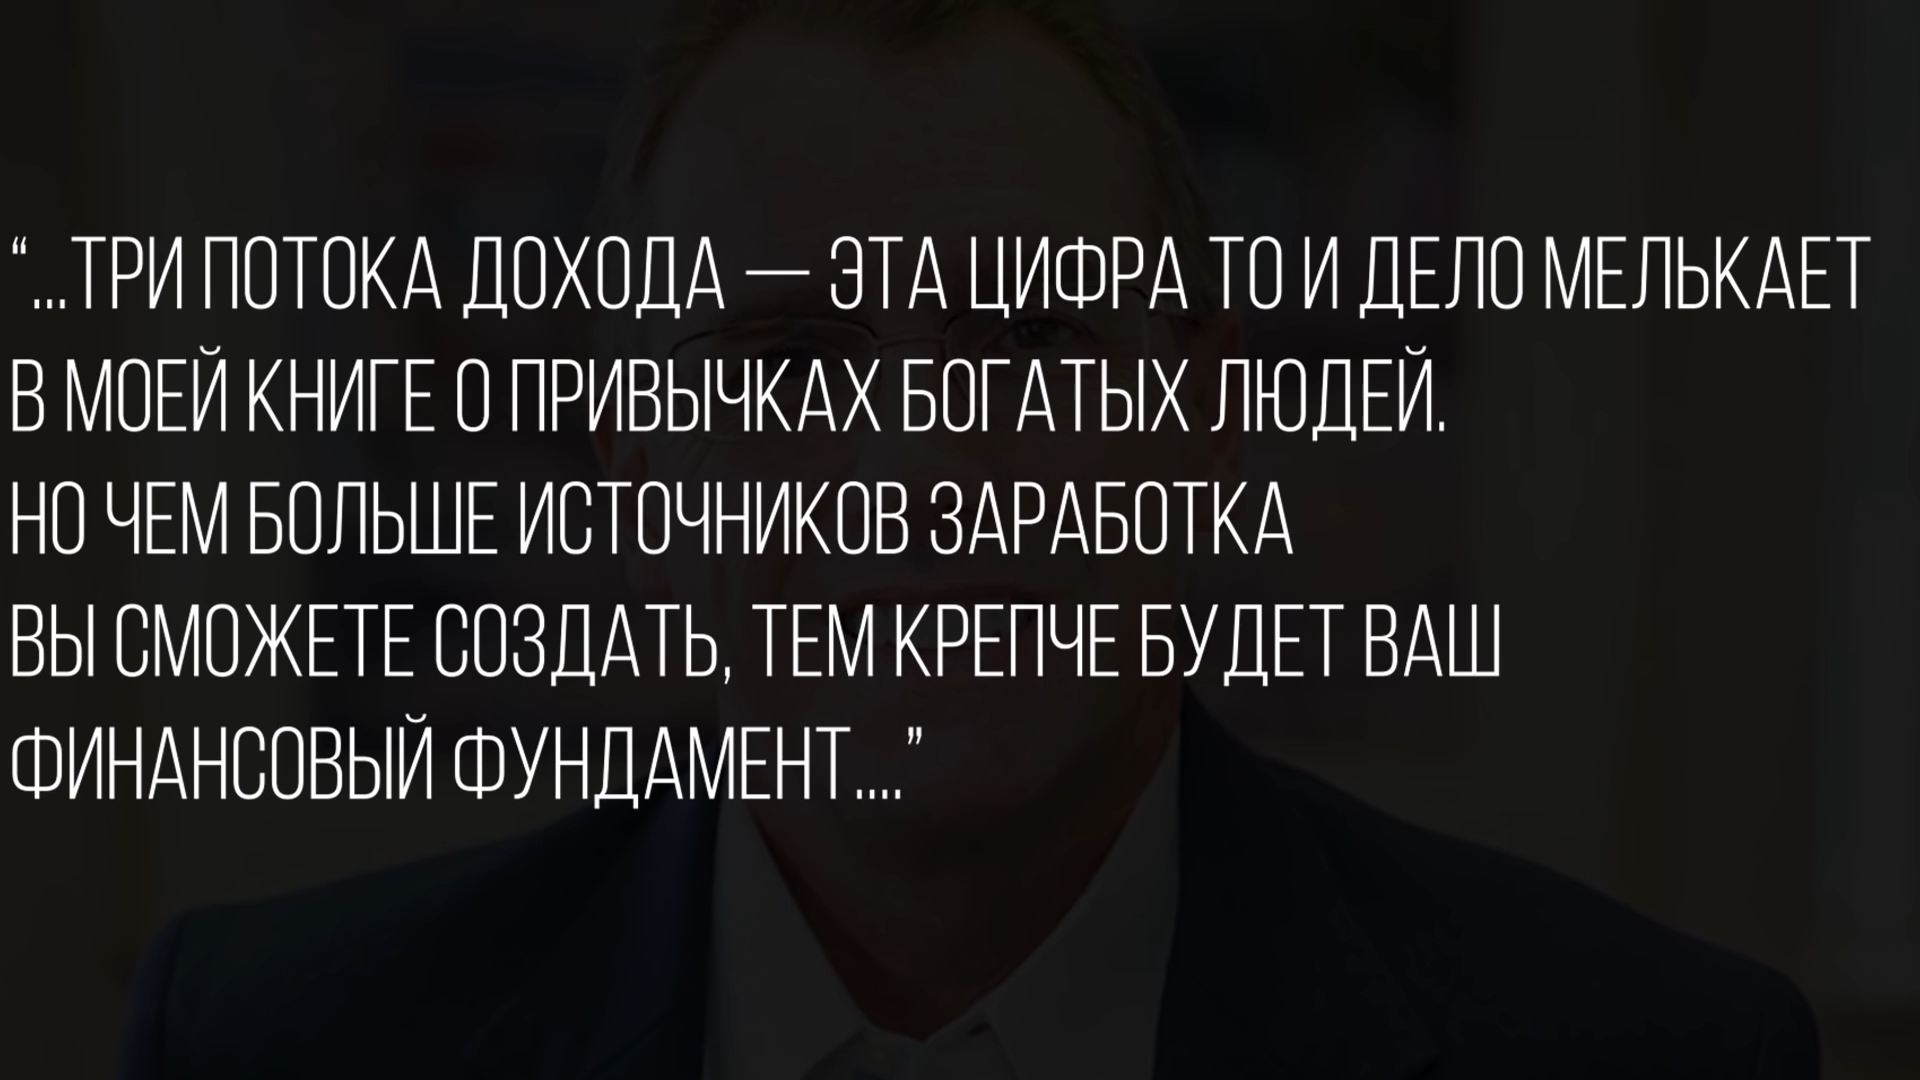 “...ТРИ ПОТОКА ДОХОДА — ЭТА ЦИФРА ТО И ДЕЛО МЕЛЬКАЕТ
В МОЕЙ КНИГЕ О ПРИВЫЧКАХ БОГАТЫХ ЛЮДЕЙ.
НО ЧЕМ БОЛЬШЕ ИСТОЧНИКОВ ЗАРАБОТКА
ВЫ СМОЖЕТЕ СОЗДАТЬ, ТЕМ КРЕПЧЕ БУДЕТ ВАШ
ФИНАНСОВЫЙ ФУНДАМЕНТ....”